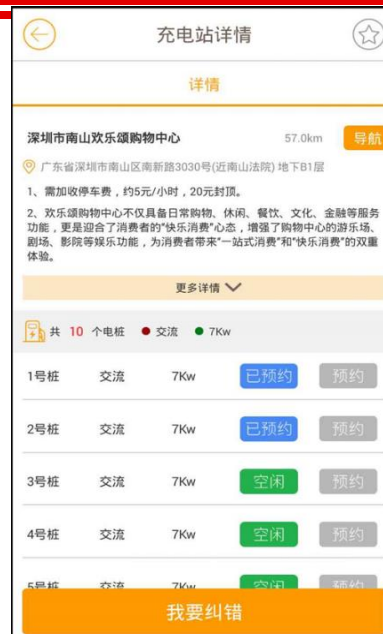 充电站详情
详情
深圳市南山欢乐颂购物中心 57.0km 导航
广东省深圳市南山区南新路3030号(近南山法院) 地下B1层
1、需加收停车费，约5元/小时，20元封顶。
2、欢乐颂购物中心不仅具备日常购物、休闲、餐饮、文化、金融等服务
功能，更是迎合了消费者的“快乐消费”心态，增强了购物中心的游乐场、
剧场、影院等娱乐功能，为消费者带来“一站式消费”和“快乐消费”的双重
体验。
更多详情
共 10 个电桩 交流 7Kw
1号桩 交流 7Kw 已预约 预约
2号桩 交流 7Kw 已预约 预约
3号桩 交流 7Kw 空闲 预约
4号桩 交流 7Kw 空闲 预约
5号桩 交流 7Kw 空闲 预约
我要纠错